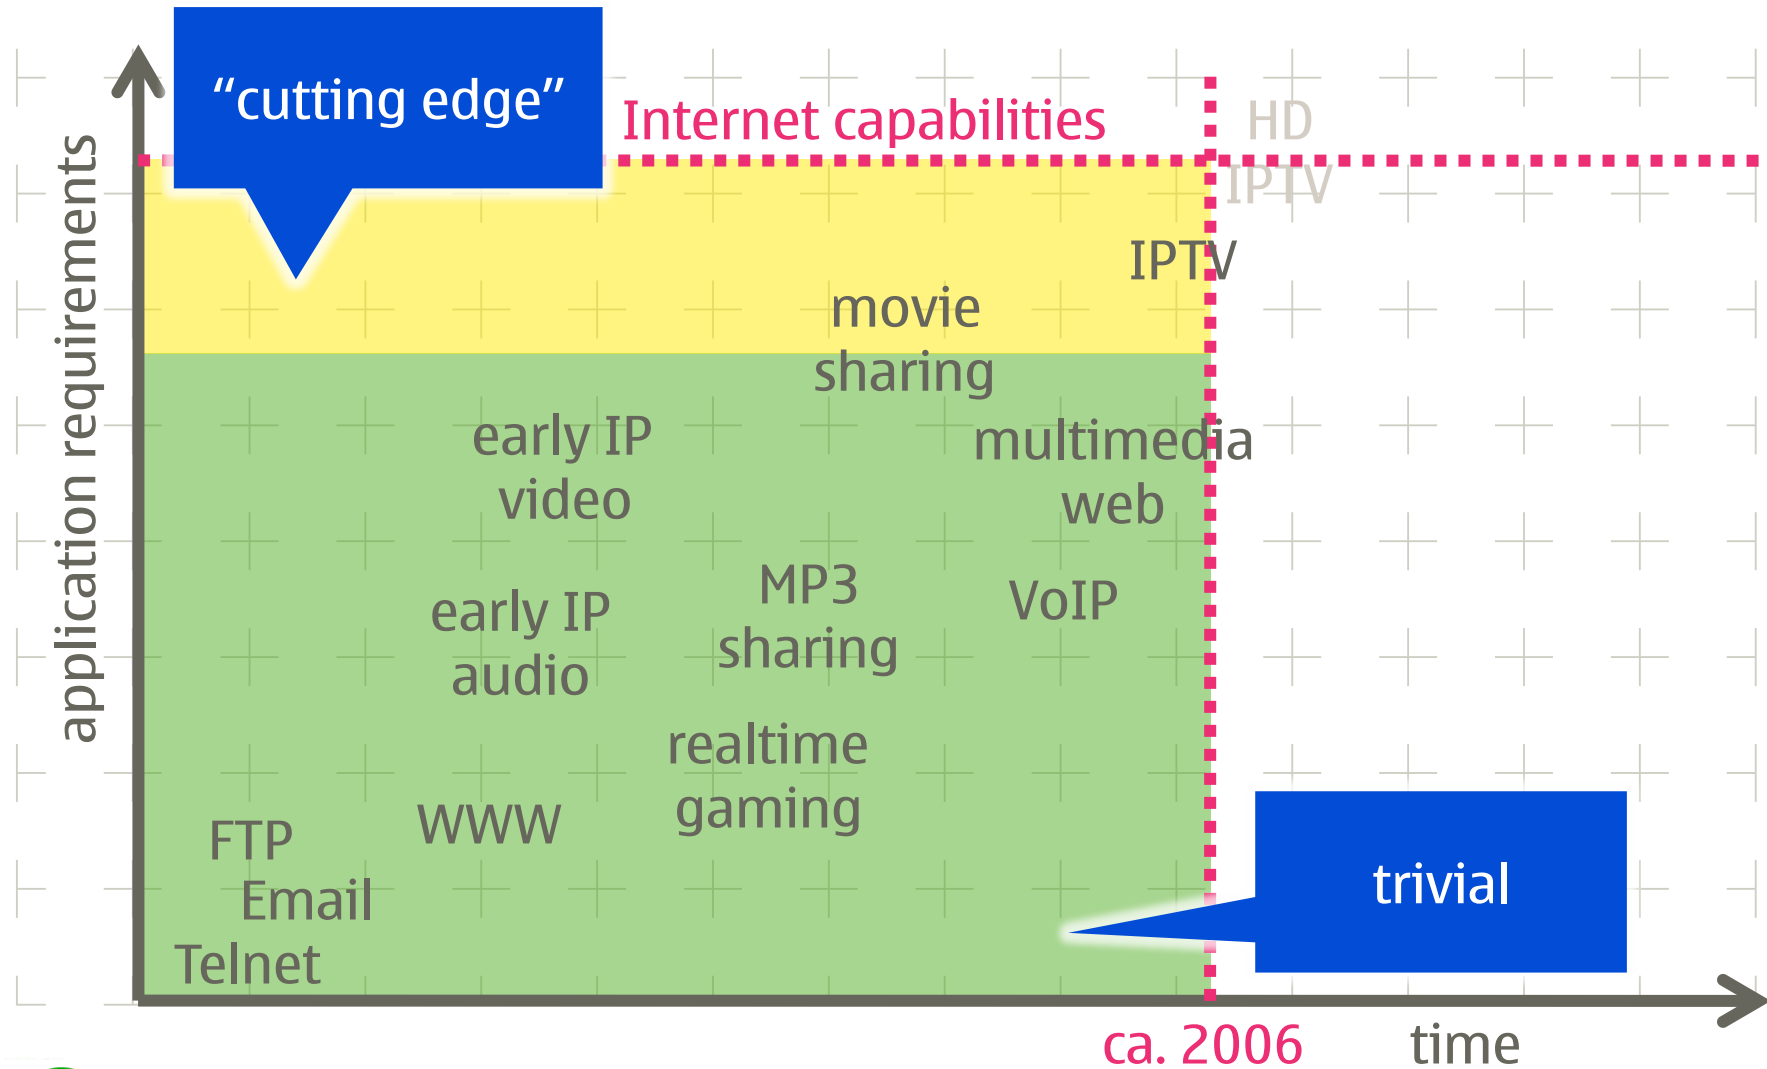 “cutting edge”
Internet capabilities
HD
IPTV
IPTV
movie
sharing
early IP
video
multimedia
web
MP3
sharing
VoIP
early IP
audio
realtime
gaming
WWW
FTP
Email
Telnet
trivial
application requirements
ca. 2006
time